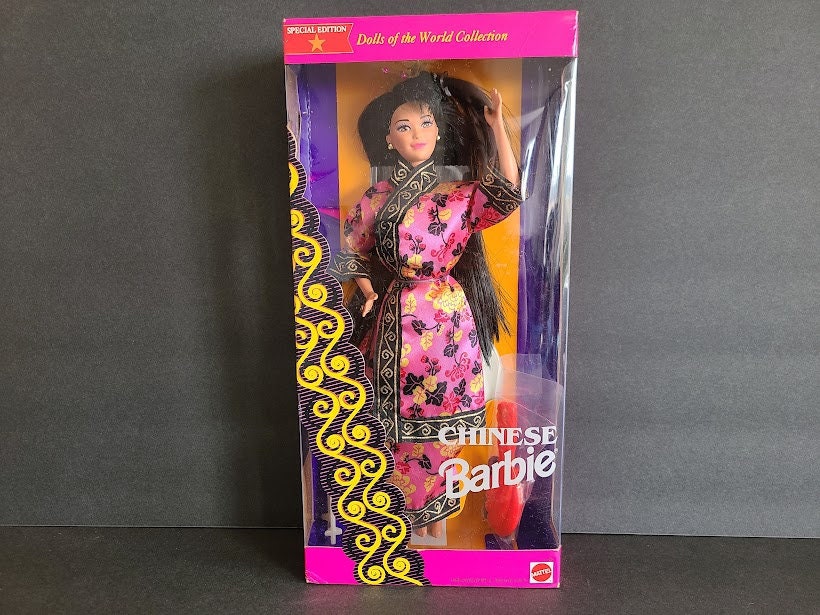 SPECIAL EDITION
Dolls of the World Collection
CHINESE
Barbie
MATTEL